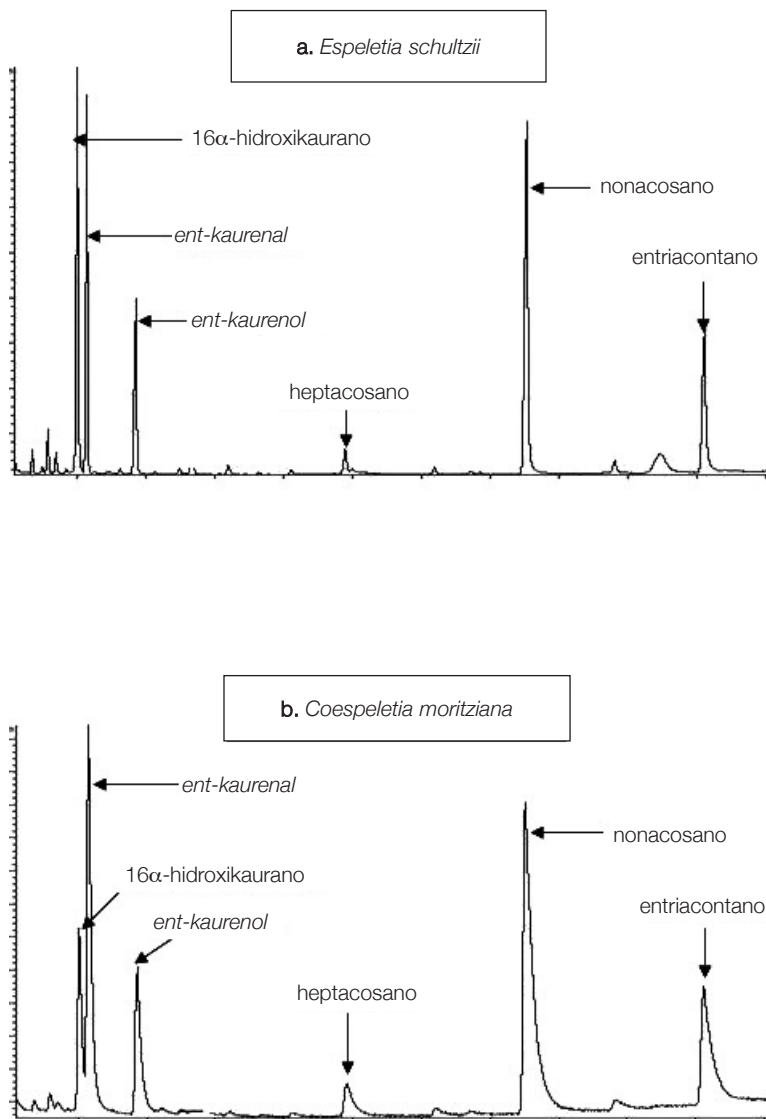 a. Espeletia schultzii
16α-hidroxikaurano
nonacosano
ent-kaurenal
entriacontano
ent-kaurenol
heptacosano
b. Coespeletia moritziana
ent-kaurenal
nonacosano
16α-hidroxikaurano
entriacontano
ent-kaurenol
heptacosano